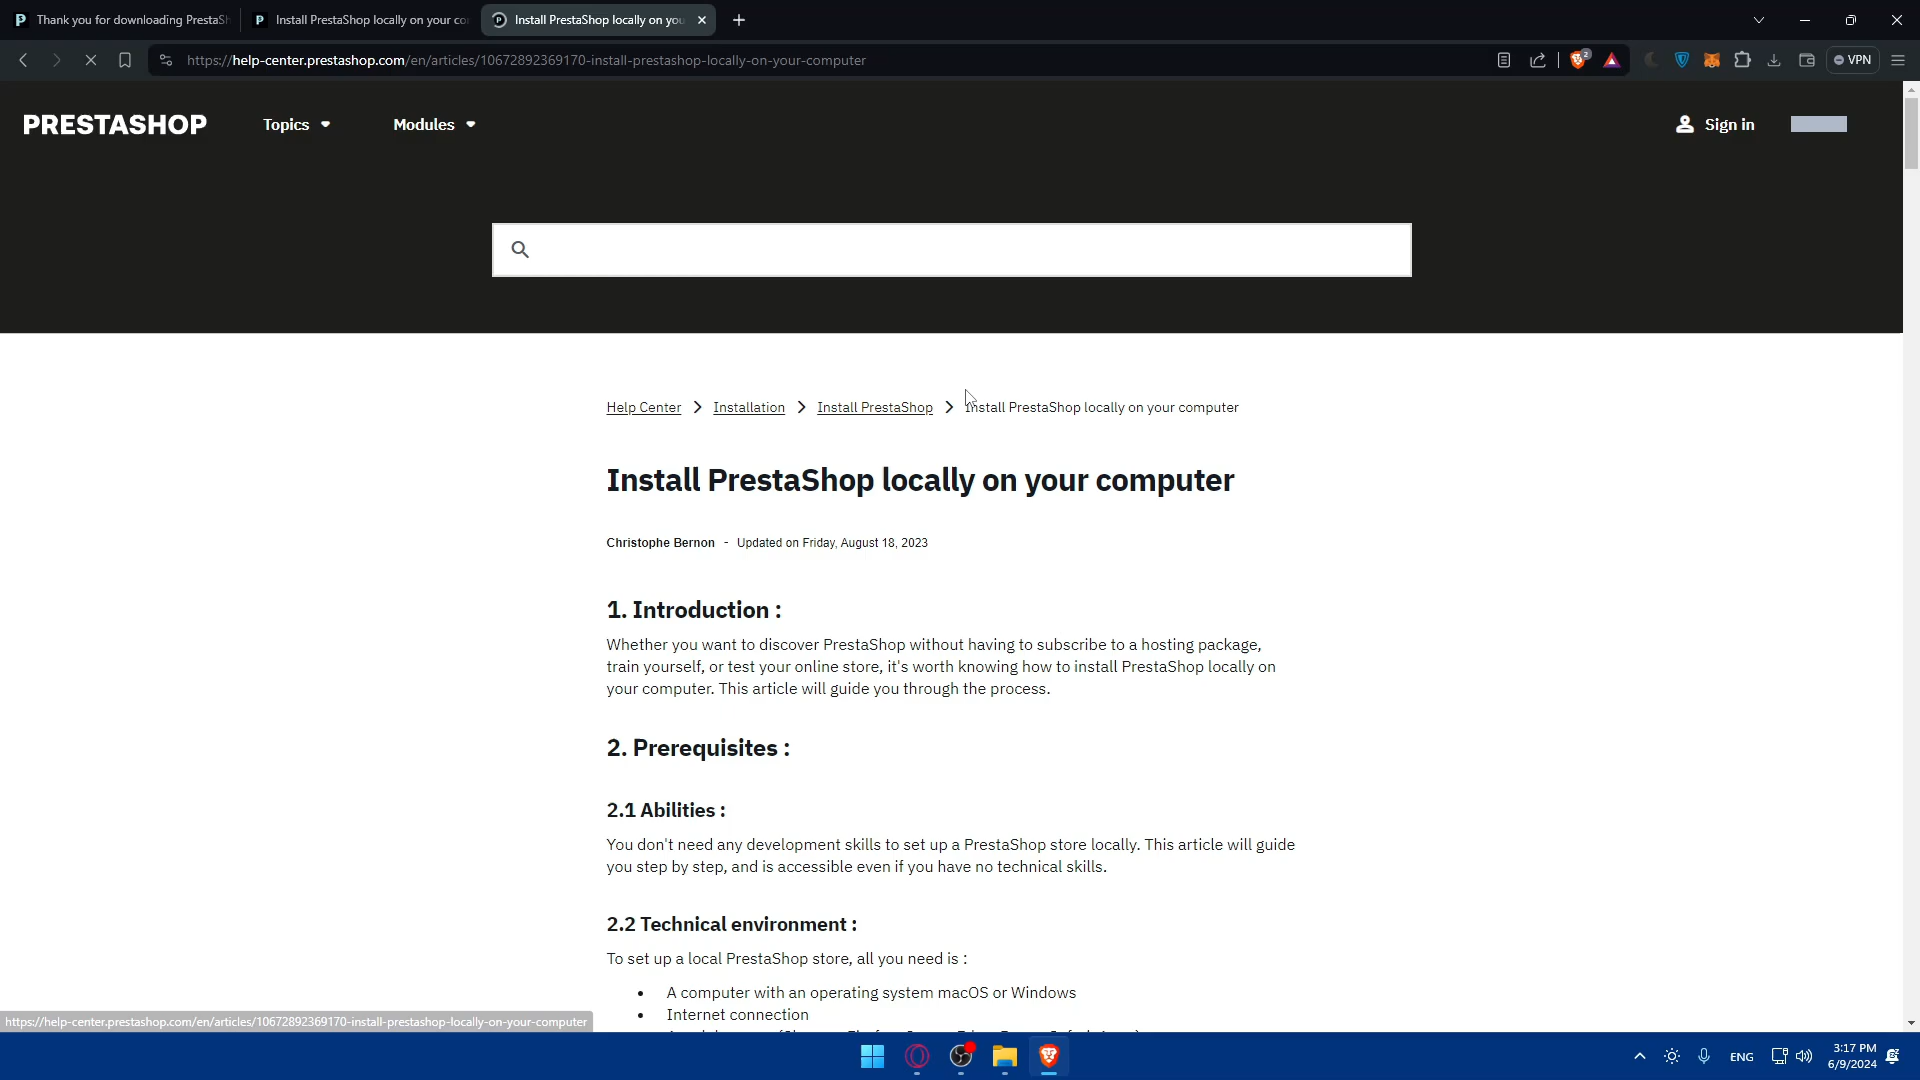 Thank you for downloading PrestaSh
Install PrestaShop locally on your co
Install PrestaShop locally on you
https://help-center.prestashop.com/en/articles/10672892369170-install-prestashop-locally-on-your-computer
2
VPN
PRESTASHOP
Topics
Modules
Sign in
Help Center
Installation
Install PrestaShop
Install PrestaShop locally on your computer
Install PrestaShop locally on your computer
Christophe Bernon - Updated on Friday, August 18, 2023
1. Introduction :
Whether you want to discover PrestaShop without having to subscribe to a hosting package,
train yourself, or test your online store, it's worth knowing how to install PrestaShop locally on
your computer. This article will guide you through the process.
2. Prerequisites :
2.1 Abilities :
You don't need any development skills to set up a PrestaShop store locally. This article will guide
you step by step, and is accessible even if you have no technical skills.
2.2 Technical environment :
To set up a local PrestaShop store, all you need is :
• A computer with an operating system macOS or Windows
• Internet connection
https://help-center.prestashop.com/en/articles/10672892369170-install-prestashop-locally-on-your-computer
ENG
3:17 PM
6/9/2024